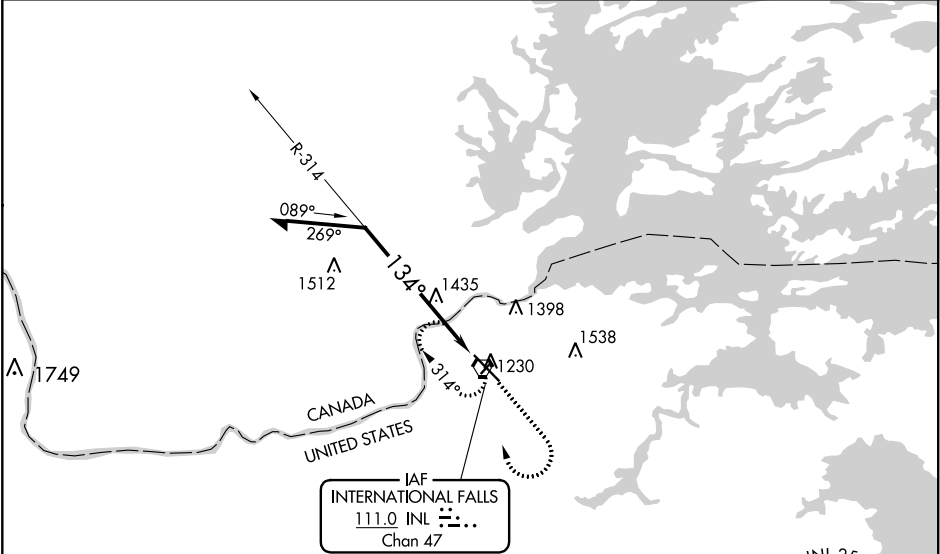 R-314
089°
269°
134°
1512
1435
1398
1538
1230
314°
1749
CANADA
UNITED STATES
IAF
INTERNATIONAL FALLS
111.0 INL
Chan 47